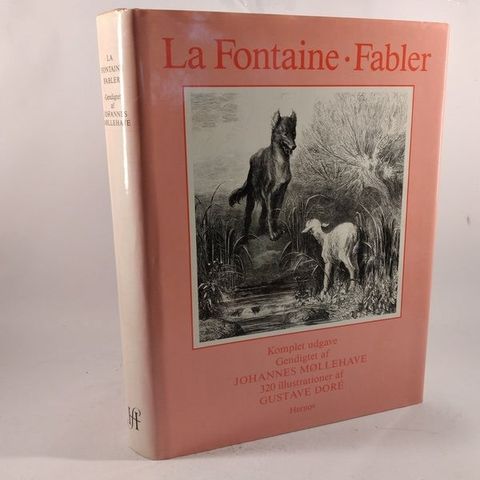 La Fontaine · Fabler
Komplet udgave
Gendigtet af
JOHANNES MØLLEHAVE
320 illustrationer af
GUSTAVE DORÉ
Hernov
LA
FONTAINE
FABLER
Gendigtet
af
JOHANNES
MØLLEHAVE